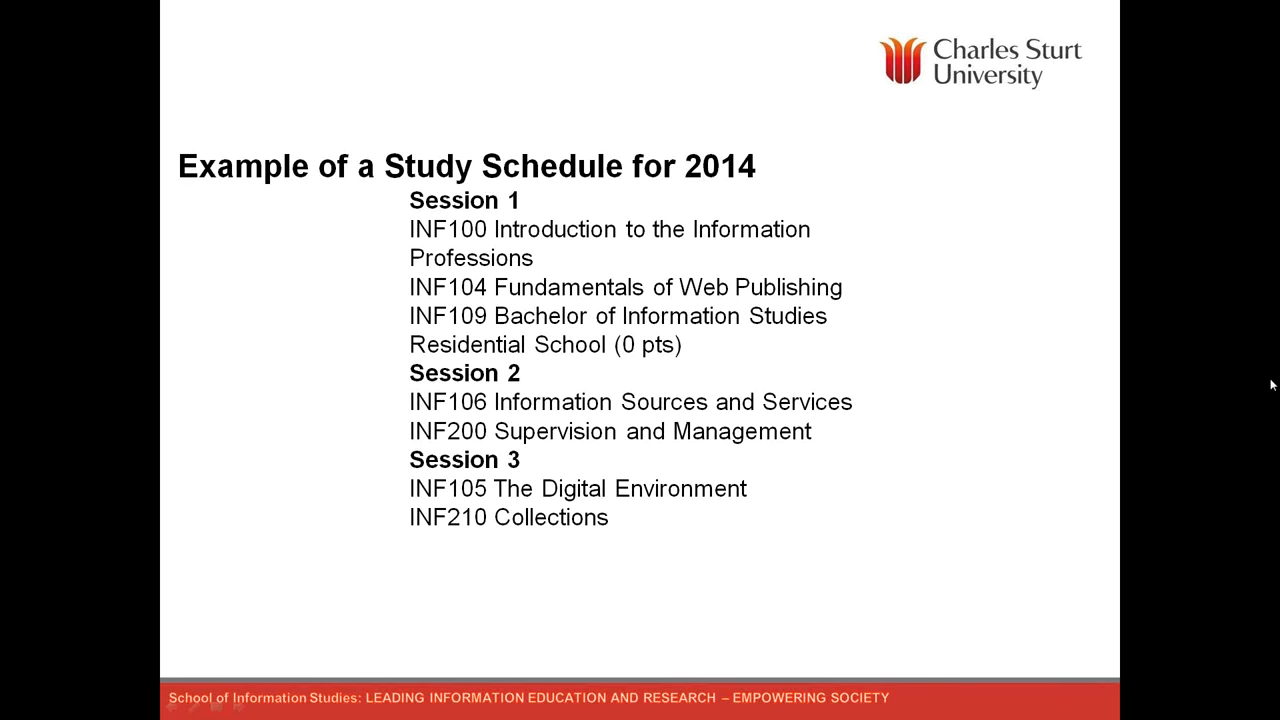 Charles Sturt
University
Example of a Study Schedule for 2014
Session 1
INF100 Introduction to the Information
Professions
INF104 Fundamentals of Web Publishing
INF109 Bachelor of Information Studies
Residential School (0 pts)
Session 2
INF106 Information Sources and Services
INF200 Supervision and Management
Session 3
INF105 The Digital Environment
INF210 Collections
School of Information Studies: LEADING INFORMATION EDUCATION AND RESEARCH – EMPOWERING SOCIETY